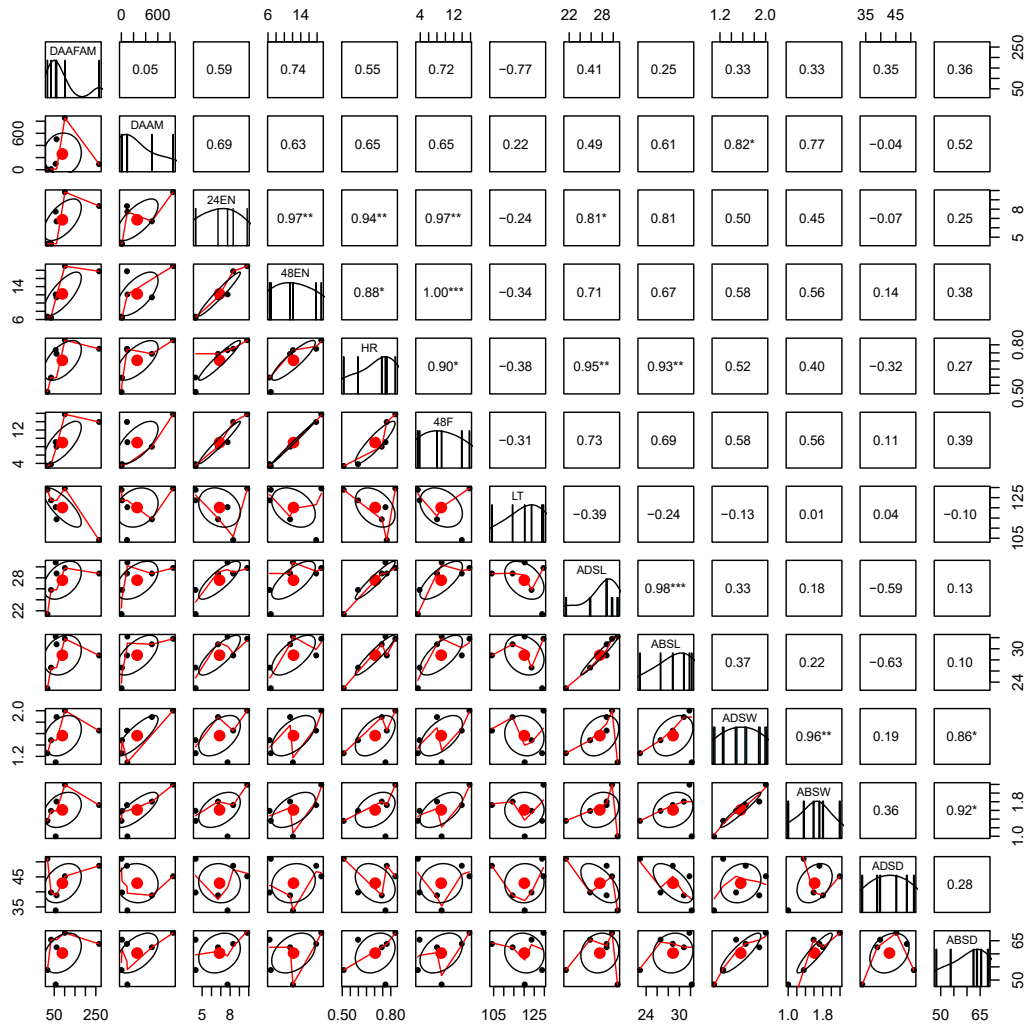 0 600 6 14 4 12 22 28 1.2 2.0 35 45
DAAFAM 0.05 0.59 0.74 0.55 0.72 −0.77 0.41 0.25 0.33 0.33 0.35 0.36 50 250
0 600 DAAM 0.69 0.63 0.65 0.65 0.22 0.49 0.61 0.82* 0.77 −0.04 0.52
24EN 0.97** 0.94** 0.97** −0.24 0.81* 0.81 0.50 0.45 −0.07 0.25 5 8
6 14 48EN 0.88* 1.00*** −0.34 0.71 0.67 0.58 0.56 0.14 0.38
HR 0.90* −0.38 0.95** 0.93** 0.52 0.40 −0.32 0.27 0.50 0.80
4 12 48F −0.31 0.73 0.69 0.58 0.56 0.11 0.39
LT −0.39 −0.24 −0.13 0.01 0.04 −0.10 105 125
22 28 ADSL 0.98*** 0.33 0.18 −0.59 0.13
ABSL 0.37 0.22 −0.63 0.10 24 30
1.2 2.0 ADSW 0.96** 0.19 0.86*
ABSW 0.36 0.92* 1.0 1.8
35 45 ADSD 0.28
ABSD 50 65
50 250 5 8 0.50 0.80 105 125 24 30 1.0 1.8 50 65